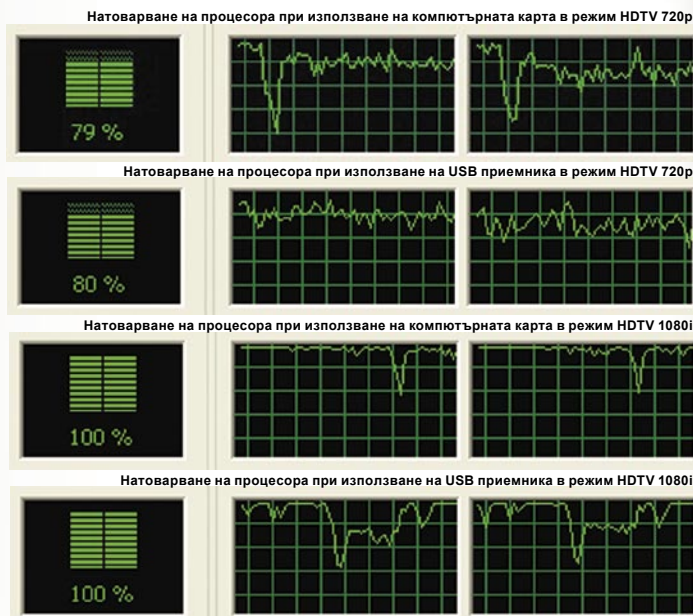 Натоварване на процесора при използване на компютърната карта в режим HDTV 720p
79 %
Натоварване на процесора при използване на USB приемника в режим HDTV 720p
80 %
Натоварване на процесора при използване на компютърната карта в режим HDTV 1080i
100 %
Натоварване на процесора при използване на USB приемника в режим HDTV 1080i
100 %